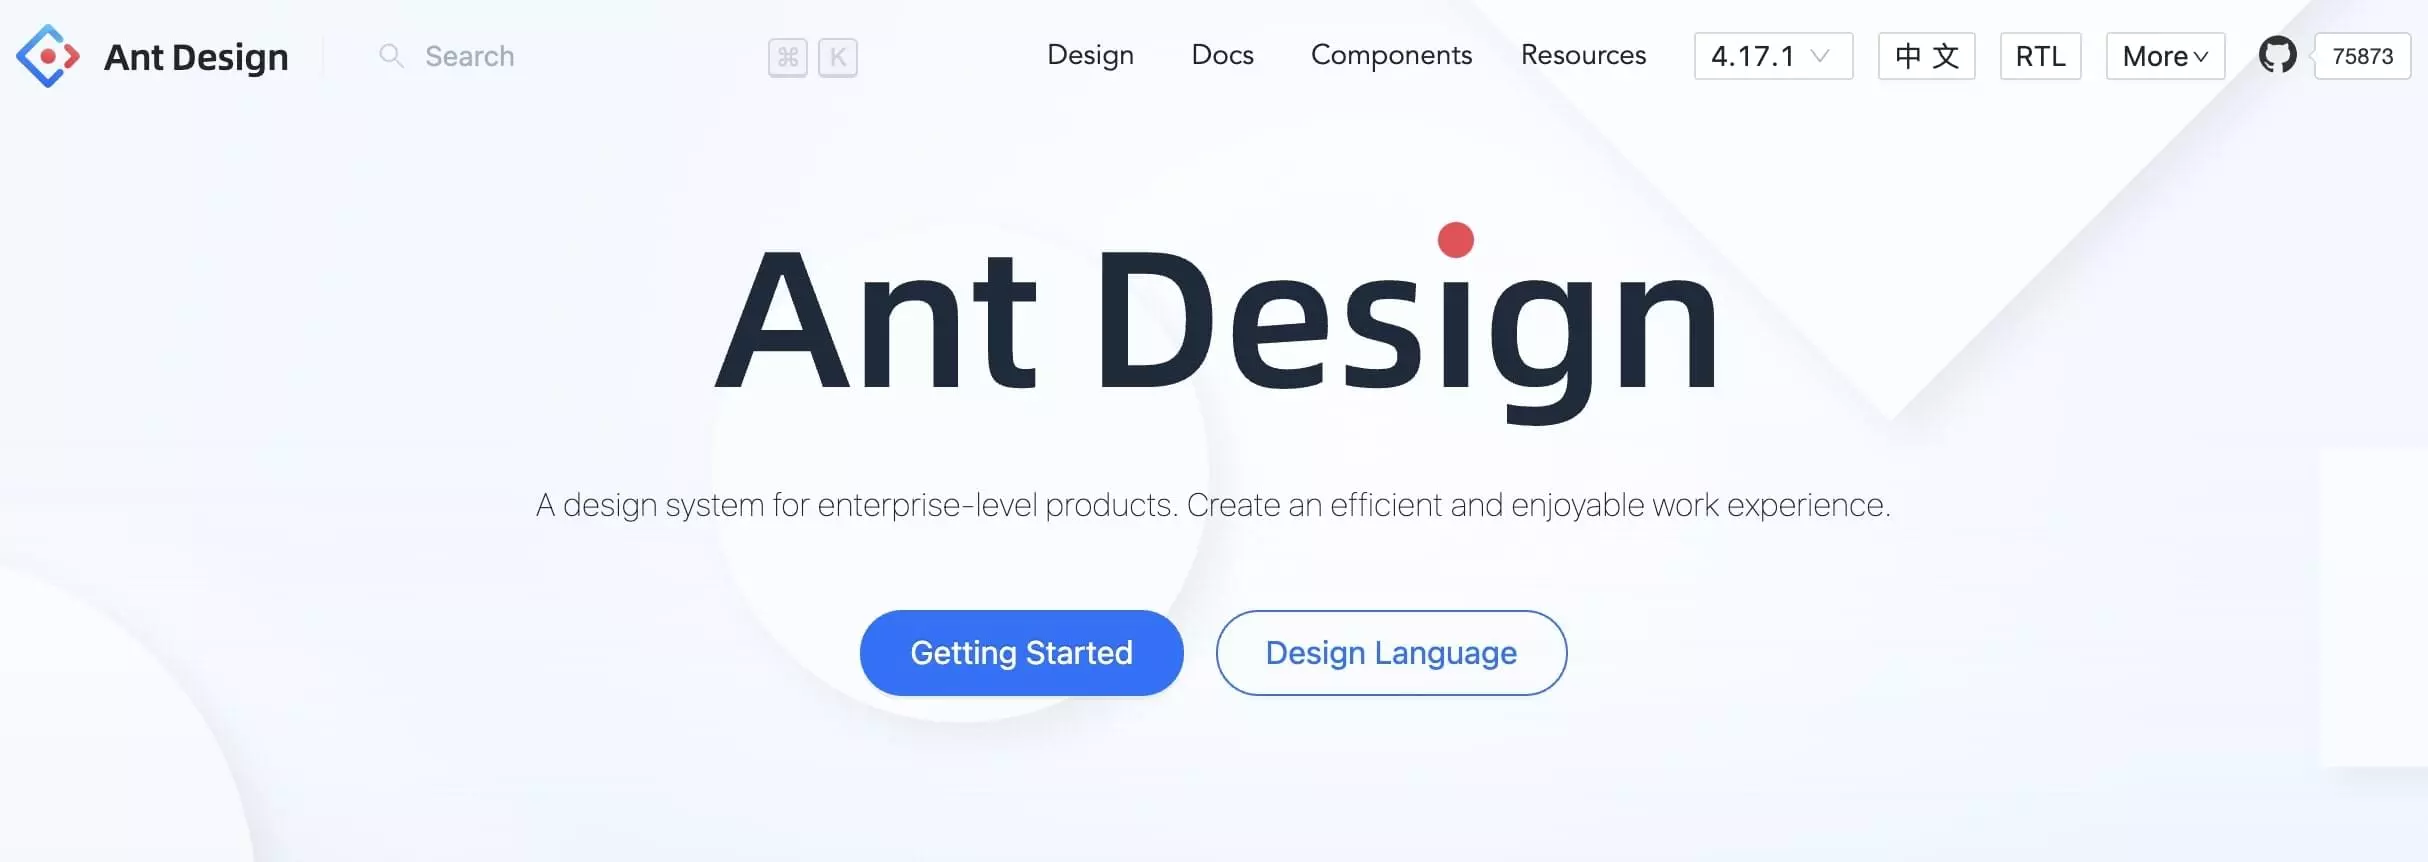 Ant Design Search ⌘ K Design Docs Components Resources 4.17.1 中 文 RTL More 75873
Ant Design
A design system for enterprise-level products. Create an efficient and enjoyable work experience.
Getting Started Design Language